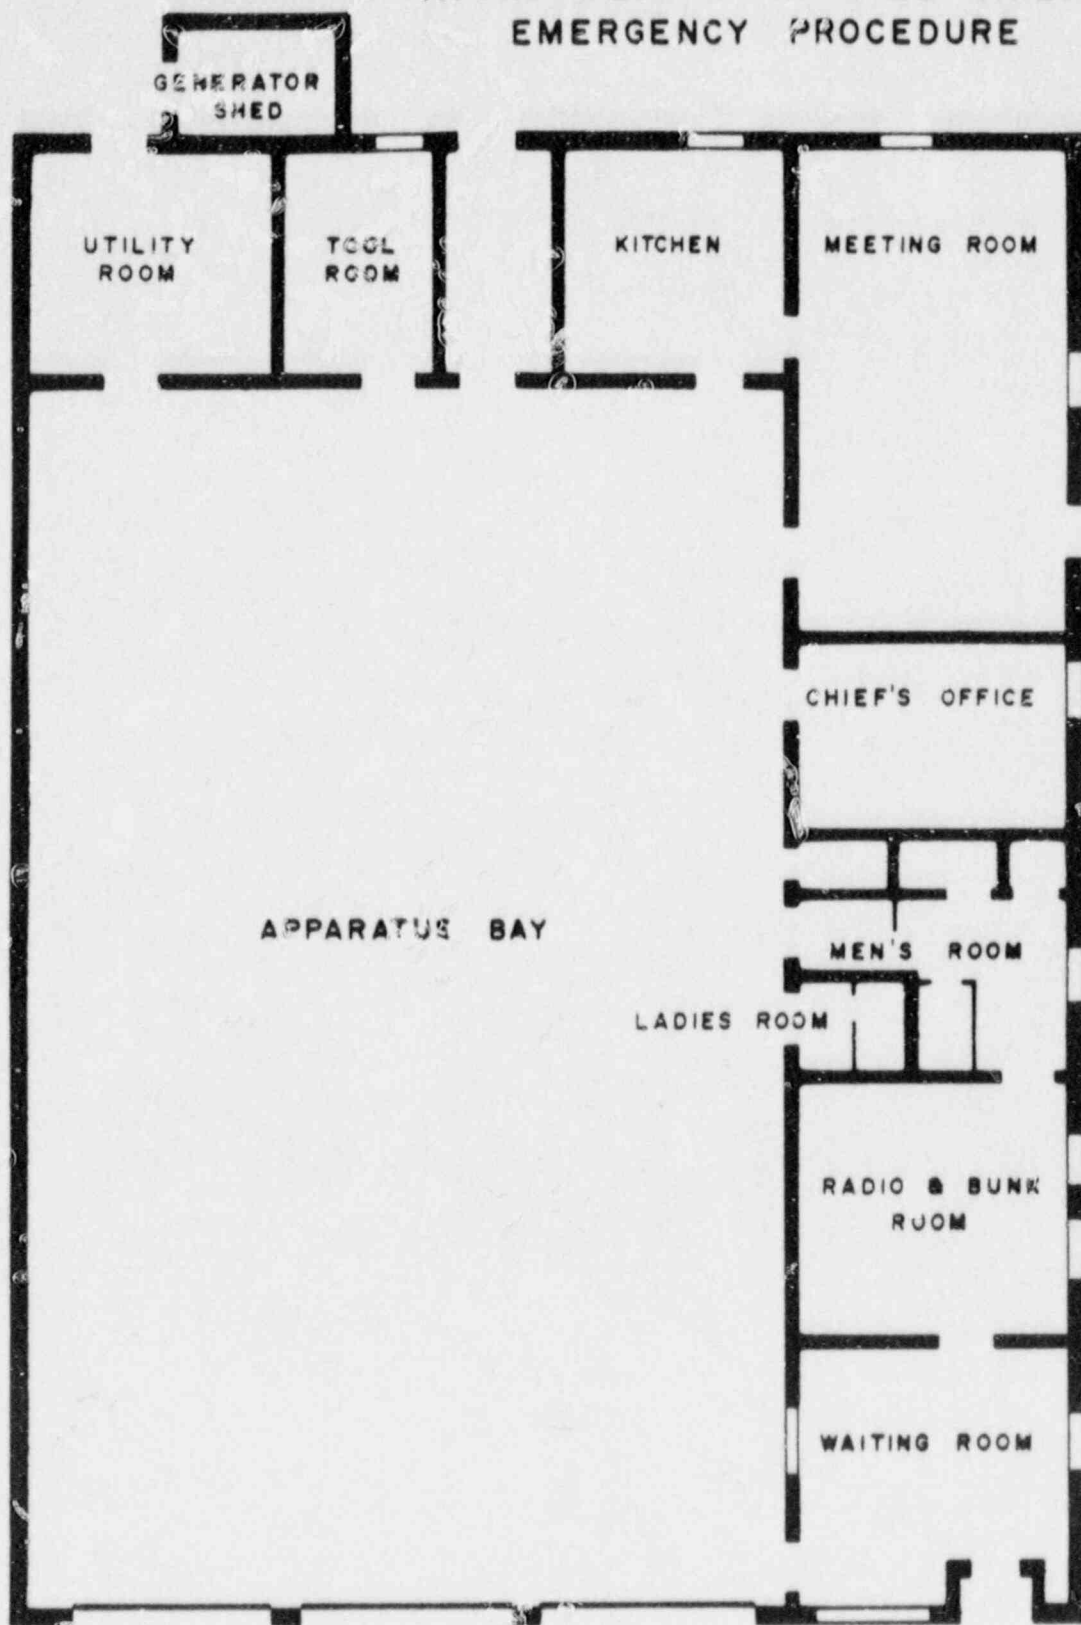 EMERGENCY PROCEDURE
GENERATOR
SHED
UTILITY
ROOM
TOOL
ROOM
KITCHEN
MEETING ROOM
CHIEF'S OFFICE
APPARATUS BAY
MEN'S ROOM
LADIES ROOM
RADIO & BUNK
ROOM
WAITING ROOM